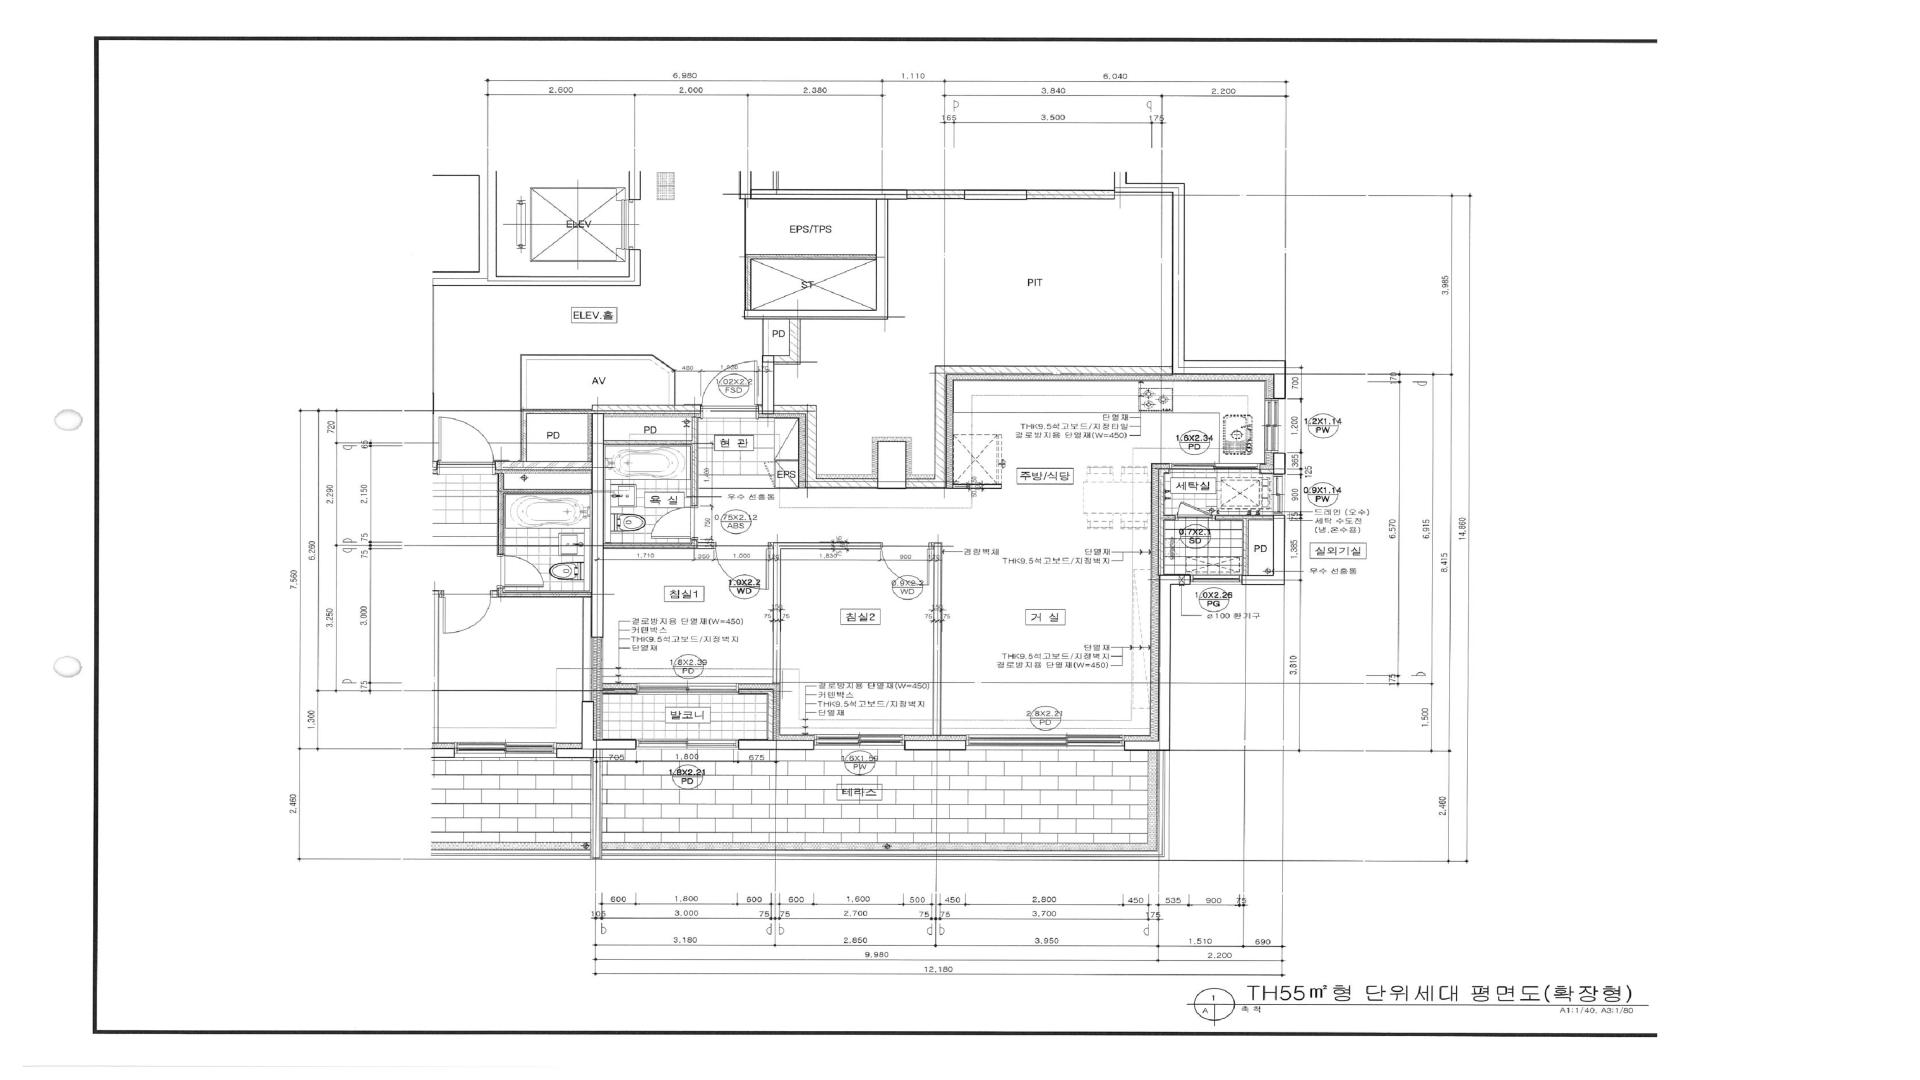 6,980
1,110
6,040
2,600
2,000
2,380
3,840
2,200
165
3,500
175
ELEV
EPS/TPS
ST
PIT
ELEV.홀
PD
AV
480
1.02X2.2
FSD
3,985
700
170
1.2X1.14
PW
1,200
단열재
THK9.5석고보드/지정타일
결로방지용 단열재(W=450)
1.6X2.34
PD
PD
PD
현 관
EPS
720
65
주방/식당
365
125
세탁실
0.9X1.14
PW
900
욕 실
우수 선홈통
2,290
2,150
드레인 (오수)
세탁 수도전
(냉,온수용)
0.75X2.12
ABS
750
0.7X2.1
SD
75
PD
실외기실
우수 선홈통
1,385
6,570
6,915
14,860
8,415
75
75
경량벽체
단열재
THK9.5석고보드/지정벽지
1,710
350
1,000
1,830
900
6,260
7,560
침실1
1.0X2.2
WD
0.9X2.2
WD
침실2
거 실
1.0X2.26
PG
ø100 환기구
3,250
3,000
150
75
75
150
75
75
결로방지용 단열재(W=450)
커텐박스
THK9.5석고보드/지정벽지
단열재
단열재
THK9.5석고보드/지정벽지
결로방지용 단열재(W=450)
3,810
1.8X2.39
PD
175
175
결로방지용 단열재(W=450)
커텐박스
THK9.5석고보드/지정벽지
단열재
발코니
2.8X2.21
PD
1,300
1,500
705
1,800
675
1.8X2.21
PD
1.6X1.56
PW
테라스
2,460
2,460
600
1,800
600
600
1,600
500
450
2,800
450
535
900
75
105
3,000
75
75
2,700
75
75
3,700
175
3,180
2,850
3,950
1,510
690
9,980
2,200
12,180
1
A
TH55㎡형 단위세대 평면도(확장형)
축 척
A1:1/40, A3:1/80